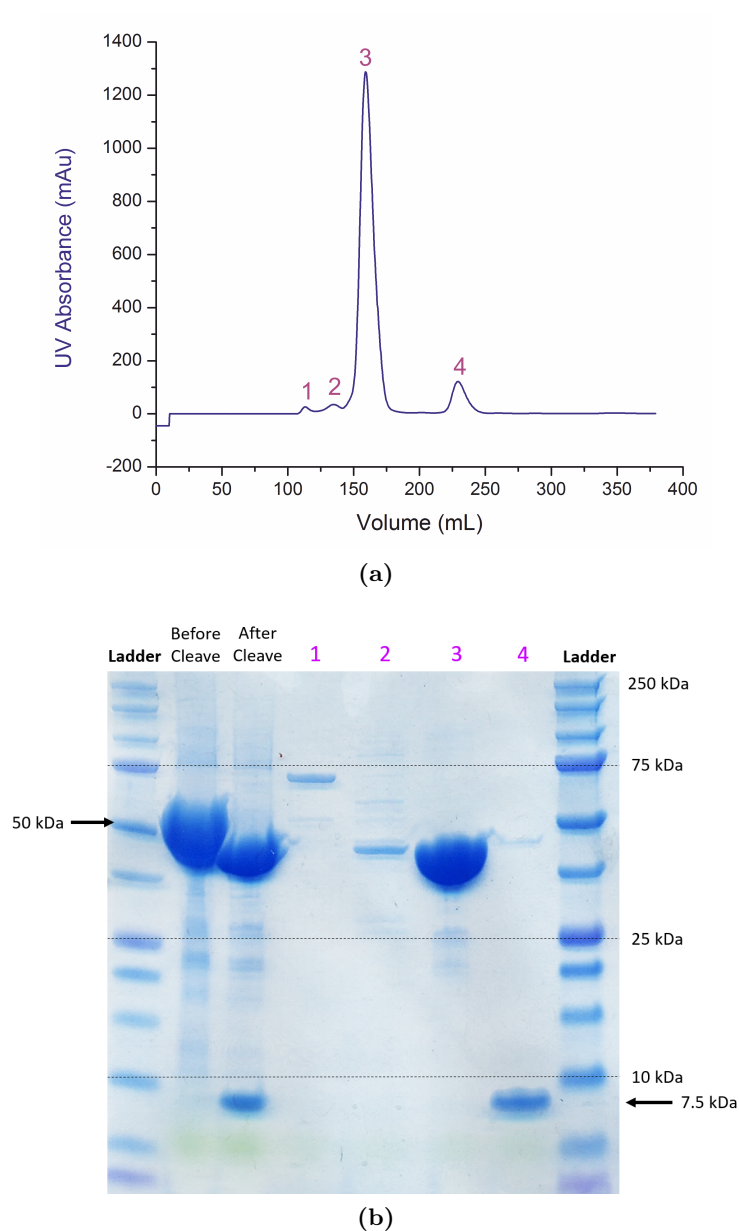 1400
1200
1000
800
600
400
200
0
-200
UV Absorbance (mAu)
1
2
3
4
0 50 100 150 200 250 300 350 400
Volume (mL)
(a)
Ladder
Before Cleave
After Cleave
1
2
3
4
Ladder
250 kDa
75 kDa
50 kDa
25 kDa
10 kDa
7.5 kDa
(b)